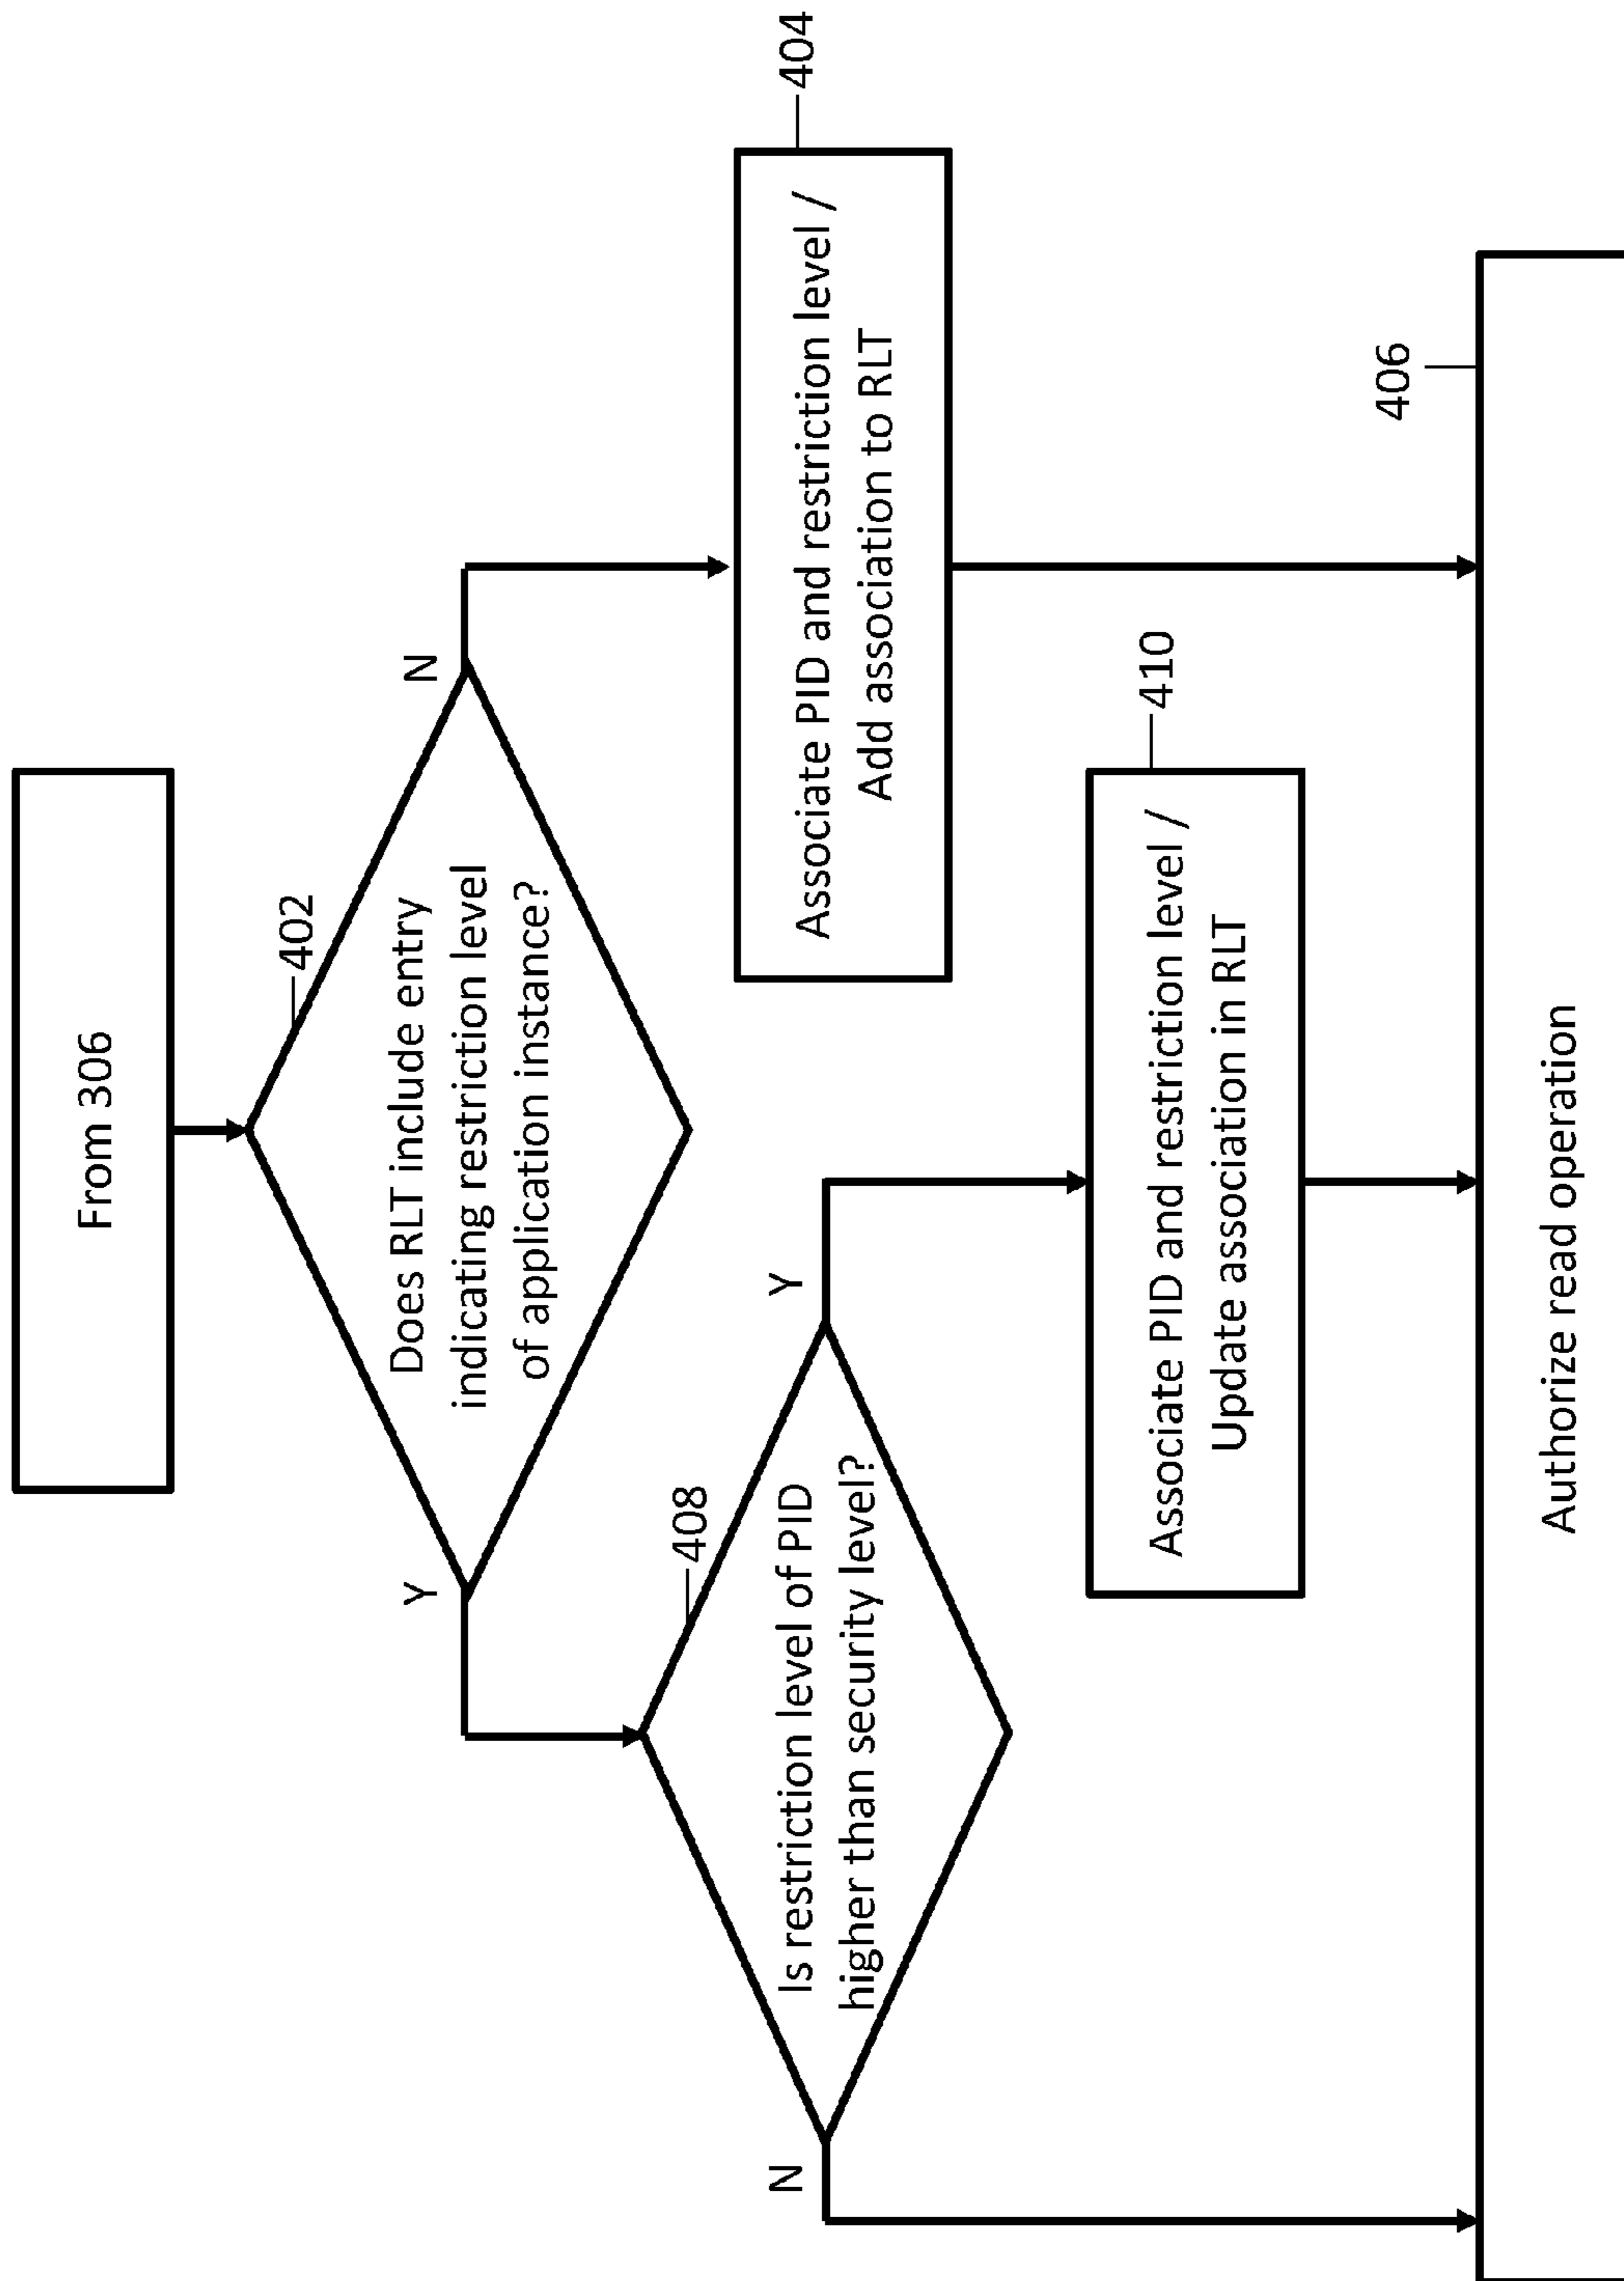 From 306
402
Does RLT include entry
indicating restriction level
of application instance?
Y
N
408
Is restriction level of PID
higher than security level?
N
Y
404
Associate PID and restriction level /
Add association to RLT
410
Associate PID and restriction level /
Update association in RLT
406
Authorize read operation